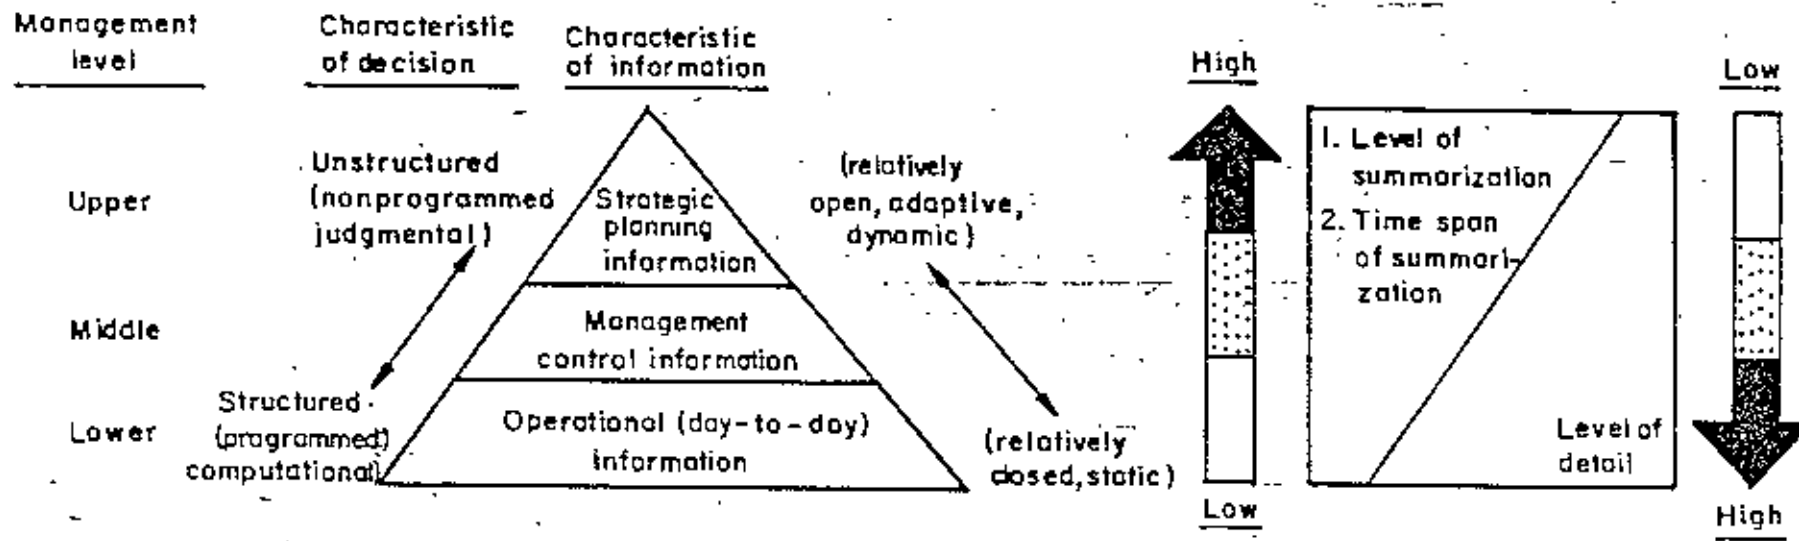 Management
level
Characteristic
of decision
Characteristic
of information
High
Low
Upper
Unstructured
(nonprogrammed
judgmental)
Strategic
planning
information
(relatively
open, adaptive,
dynamic)
1. Level of
summarization
2. Time span
of summari-
zation
Middle
Management
control information
Lower
Structured
(programmed)
computational)
Operational (day-to-day)
information
(relatively
closed, static)
Level of
detail
Low
High